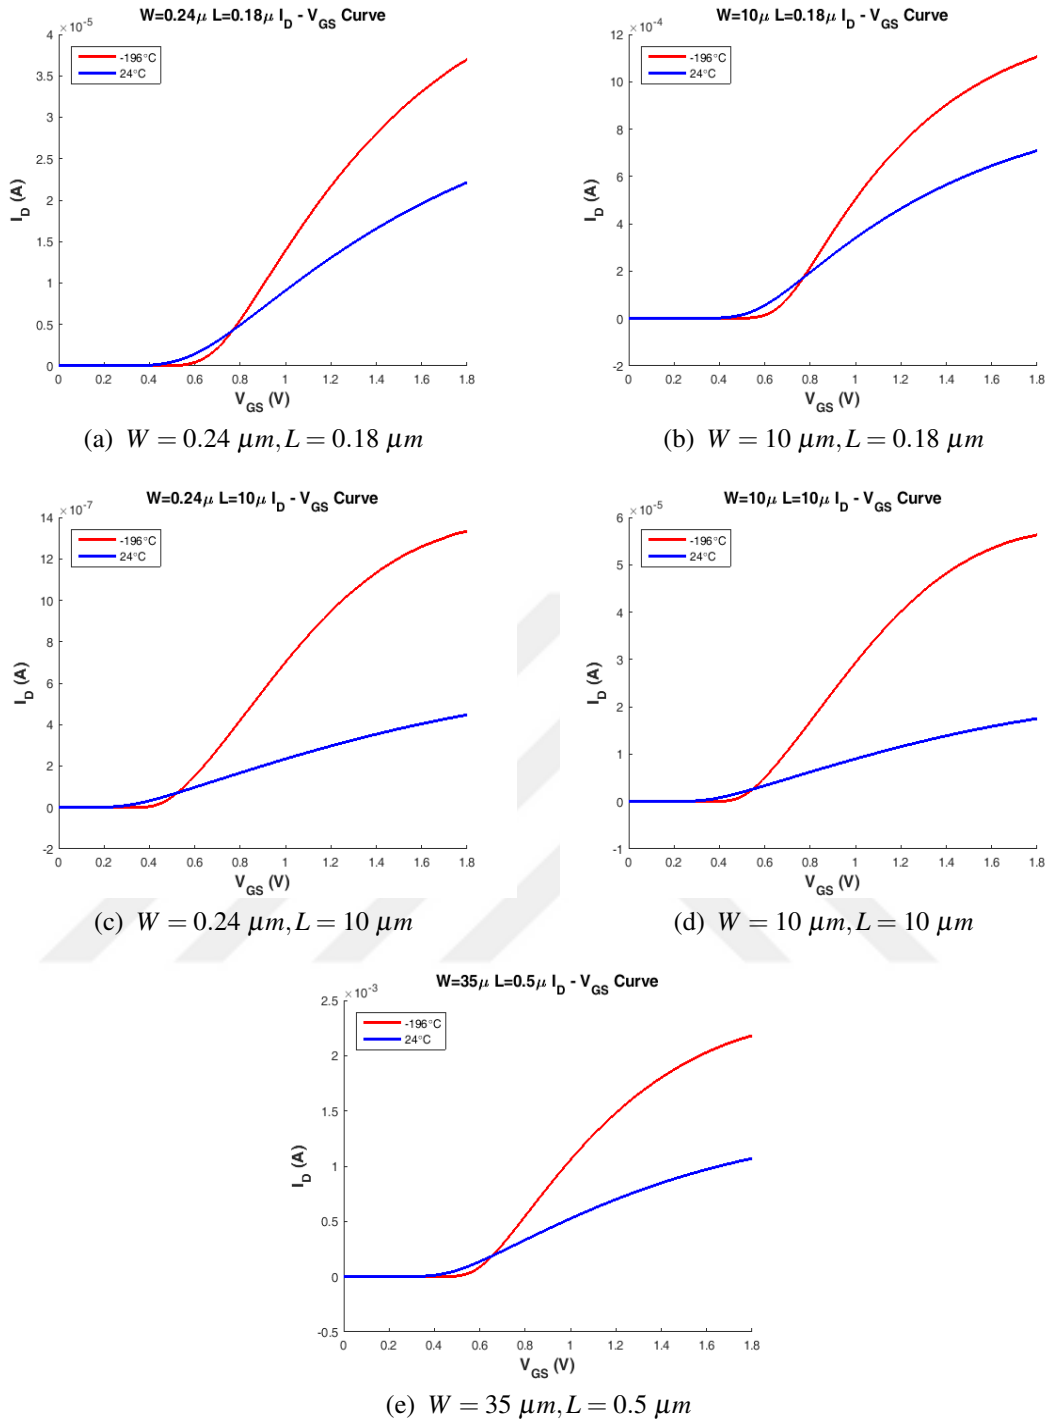 W=0.24μ L=0.18μ I_D - V_GS Curve
×10^-5
4
3.5
3
2.5
2
1.5
1
0.5
0
I_D (A)
-196°C
24°C
0 0.2 0.4 0.6 0.8 1 1.2 1.4 1.6 1.8
V_GS (V)
(a) W = 0.24 μm, L = 0.18 μm
W=10μ L=0.18μ I_D - V_GS Curve
×10^-4
12
10
8
6
4
2
0
-2
I_D (A)
-196°C
24°C
0 0.2 0.4 0.6 0.8 1 1.2 1.4 1.6 1.8
V_GS (V)
(b) W = 10 μm, L = 0.18 μm
W=0.24μ L=10μ I_D - V_GS Curve
×10^-7
14
12
10
8
6
4
2
0
-2
I_D (A)
-196°C
24°C
0 0.2 0.4 0.6 0.8 1 1.2 1.4 1.6 1.8
V_GS (V)
(c) W = 0.24 μm, L = 10 μm
W=10μ L=10μ I_D - V_GS Curve
×10^-5
6
5
4
3
2
1
0
-1
I_D (A)
-196°C
24°C
0 0.2 0.4 0.6 0.8 1 1.2 1.4 1.6 1.8
V_GS (V)
(d) W = 10 μm, L = 10 μm
W=35μ L=0.5μ I_D - V_GS Curve
×10^-3
2.5
2
1.5
1
0.5
0
-0.5
I_D (A)
-196°C
24°C
0 0.2 0.4 0.6 0.8 1 1.2 1.4 1.6 1.8
V_GS (V)
(e) W = 35 μm, L = 0.5 μm